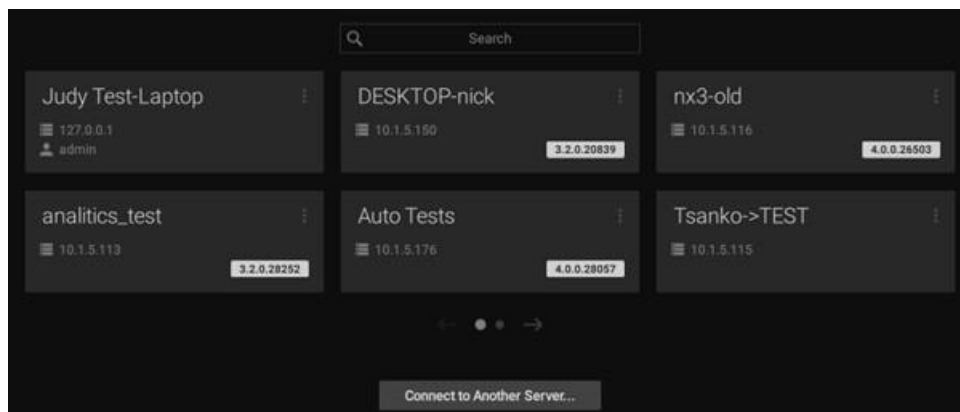 Search
Judy Test-Laptop
127.0.0.1
admin
DESKTOP-nick
10.1.5.150
3.2.0.20839
nx3-old
10.1.5.116
4.0.0.26503
analitics_test
10.1.5.113
3.2.0.28252
Auto Tests
10.1.5.176
4.0.0.28057
Tsanko->TEST
10.1.5.115
Connect to Another Server...